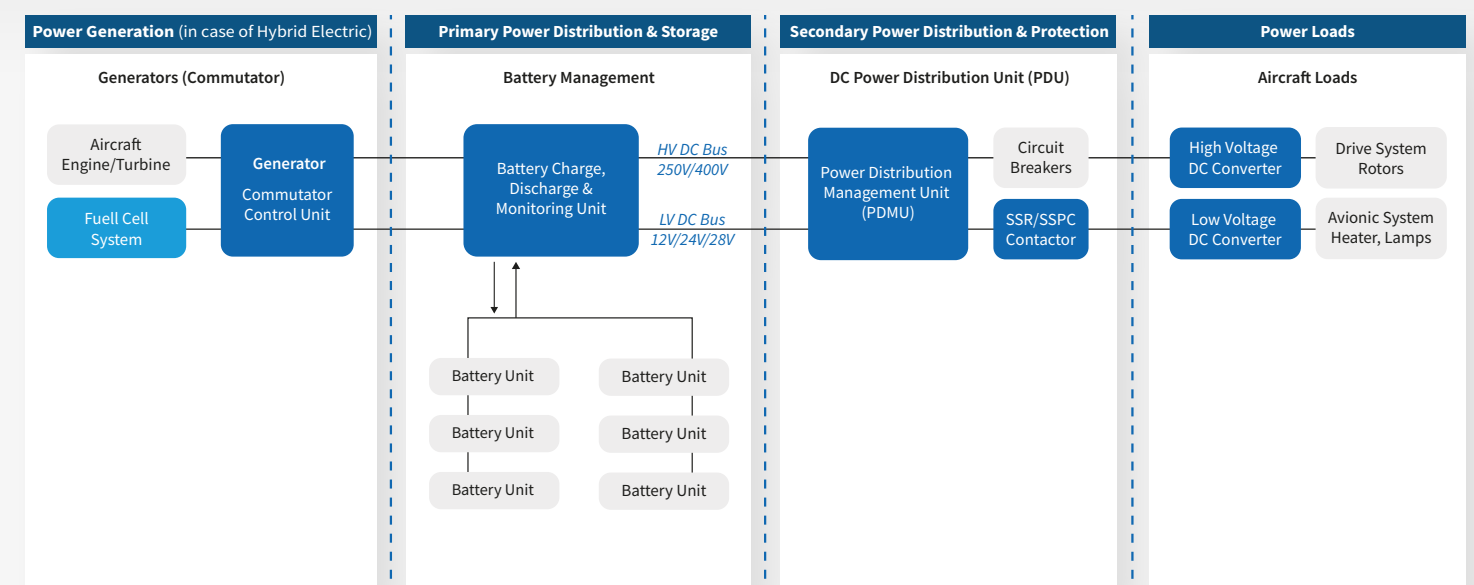 Power Generation (in case of Hybrid Electric)
Generators (Commutator)
Aircraft
Engine/Turbine
Fuell Cell
System
Generator
Commutator
Control Unit
Primary Power Distribution & Storage
Battery Management
Battery Charge,
Discharge &
Monitoring Unit
HV DC Bus
250V/400V
LV DC Bus
12V/24V/28V
Battery Unit
Battery Unit
Battery Unit
Battery Unit
Battery Unit
Battery Unit
Secondary Power Distribution & Protection
DC Power Distribution Unit (PDU)
Power Distribution
Management Unit
(PDMU)
Circuit
Breakers
SSR/SSPC
Contactor
Power Loads
Aircraft Loads
High Voltage
DC Converter
Drive System
Rotors
Low Voltage
DC Converter
Avionic System
Heater, Lamps